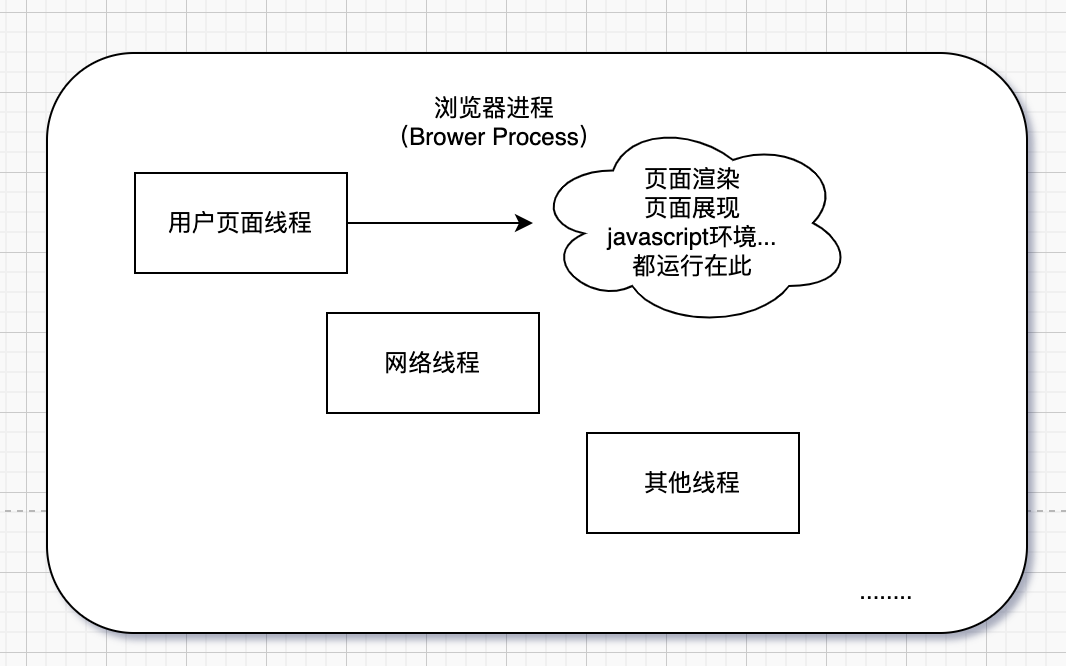 浏览器进程
（Brower Process）
用户页面线程
页面渲染
页面展现
javascript环境...
都运行在此
网络线程
其他线程
........